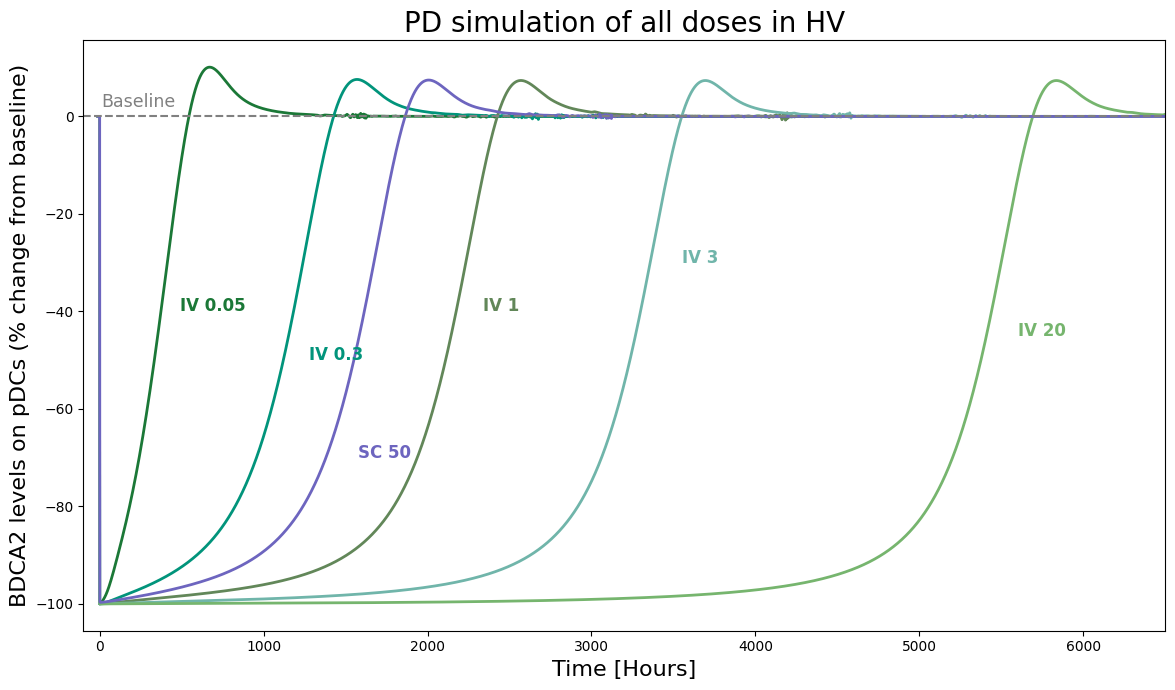 PD simulation of all doses in HV
BDCA2 levels on pDCs (% change from baseline)
Baseline
0
−20
−40
−60
−80
−100
IV 0.05
IV 0.3
SC 50
IV 1
IV 3
IV 20
0
1000
2000
3000
4000
5000
6000
Time [Hours]